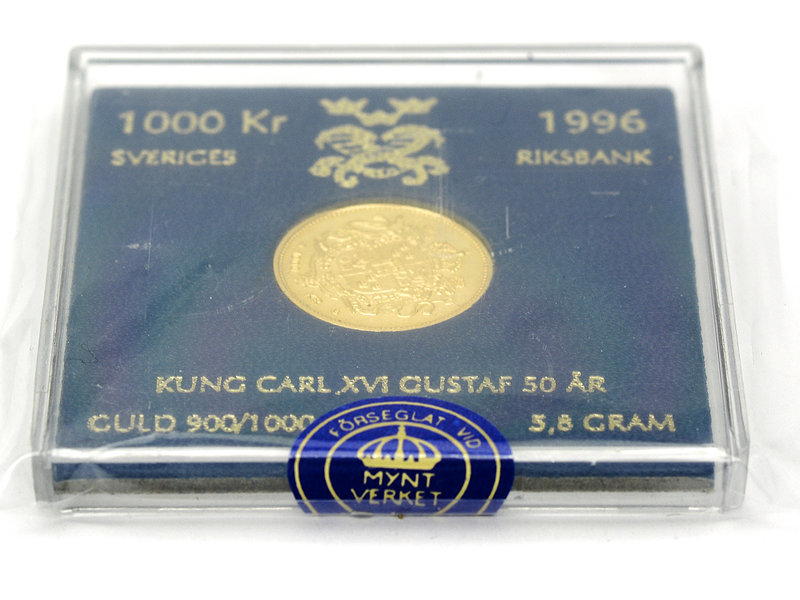 1000 Kr 1996
SVERIGES RIKSBANK
KUNG CARL XVI GUSTAF 50 ÅR
GULD 900/1000 5,8 GRAM
FÖRSEGLAT VID
MYNT
VERKET